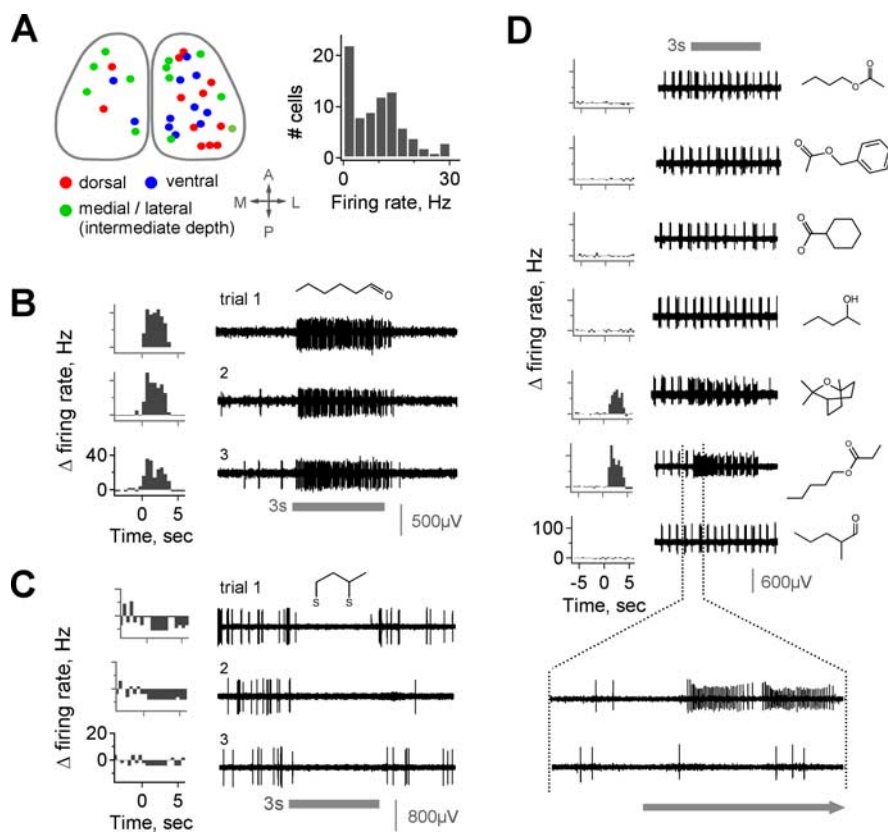 A
dorsal
ventral
medial / lateral
(intermediate depth)
A
M
L
P
# cells
20
10
0
0
30
Firing rate, Hz
B
Δ firing rate, Hz
40
0
0
5
Time, sec
trial 1
O
2
3
3s
500µV
C
Δ firing rate, Hz
20
0
0
5
Time, sec
trial 1
S
S
2
3
3s
800µV
D
3s
Δ firing rate, Hz
O
O
O
O
O
O
OH
O
O
O
O
100
0
-5
0
5
Time, sec
600µV